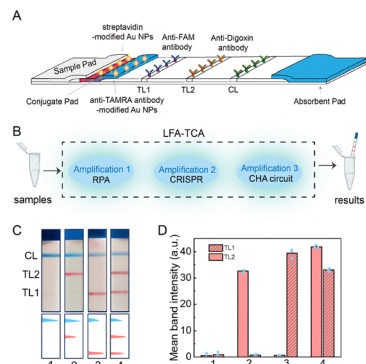 A
streptavidin
-modified Au NPs
Anti-FAM
antibody
Anti-Digoxin
antibody
Sample Pad
TL1
TL2
CL
Conjugate Pad
anti-TAMRA antibody
-modified Au NPs
Absorbent Pad
B
LFA-TCA
Amplification 1
RPA
Amplification 2
CRISPR
Amplification 3
CHA circuit
samples
results
C
CL
TL2
TL1
1 2 3 4
D
Mean band intensity (a.u.)
TL1
TL2
40
30
20
10
0
1 2 3 4